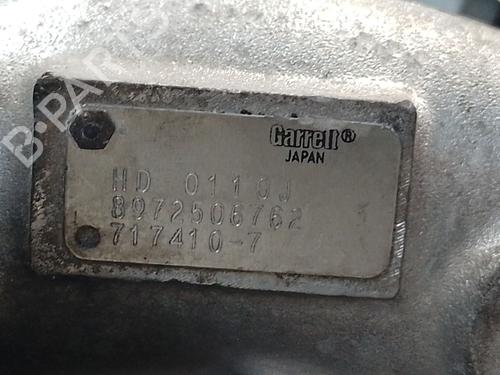 B-PARTS
Garrett®
JAPAN
HD 0110J
8972506762
717410-7